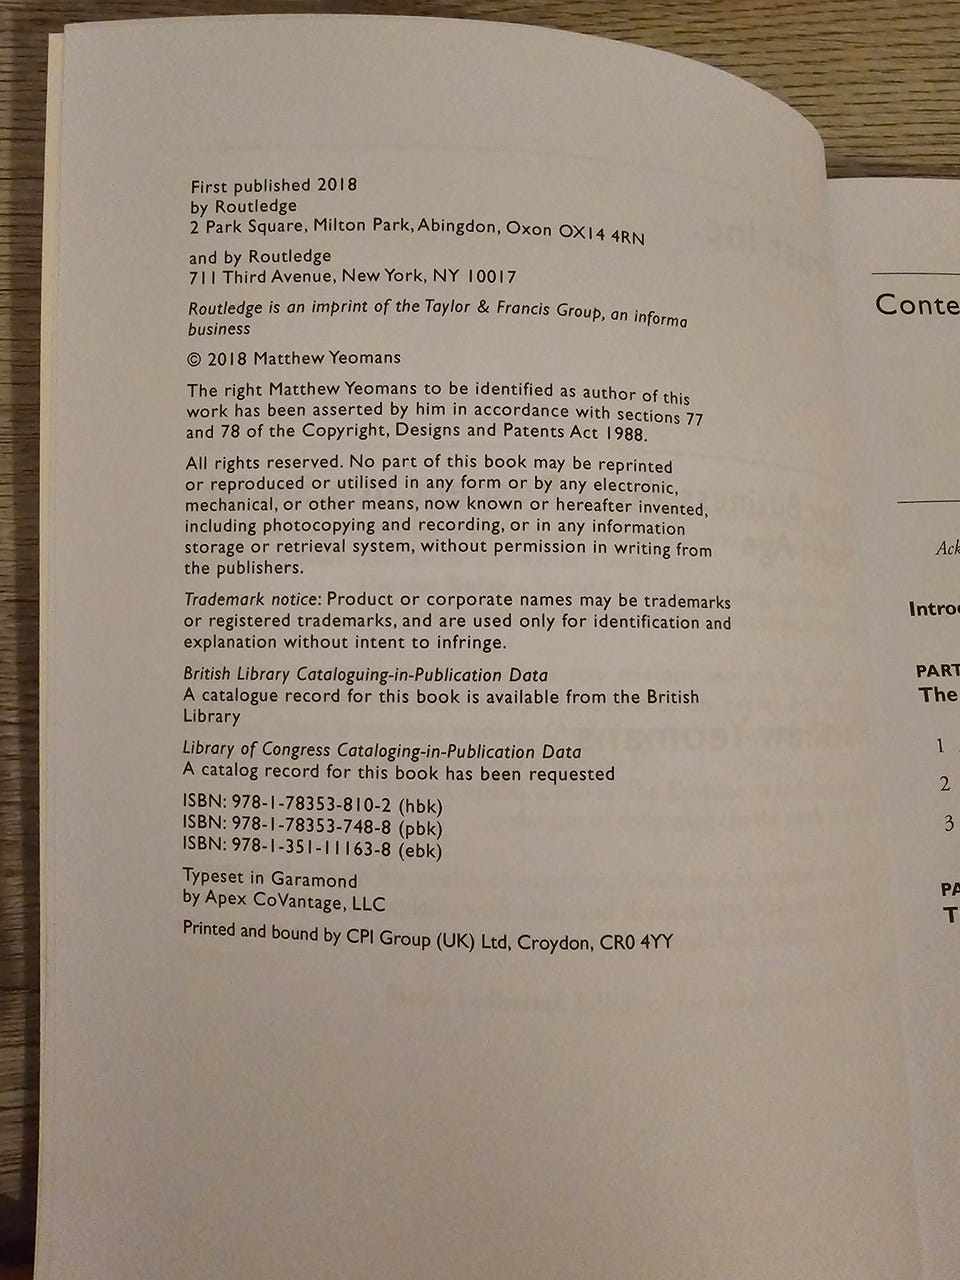 First published 2018
by Routledge
2 Park Square, Milton Park, Abingdon, Oxon OX14 4RN
and by Routledge
711 Third Avenue, New York, NY 10017
Routledge is an imprint of the Taylor & Francis Group, an informa
business
© 2018 Matthew Yeomans
The right Matthew Yeomans to be identified as author of this
work has been asserted by him in accordance with sections 77
and 78 of the Copyright, Designs and Patents Act 1988.
All rights reserved. No part of this book may be reprinted
or reproduced or utilised in any form or by any electronic,
mechanical, or other means, now known or hereafter invented,
including photocopying and recording, or in any information
storage or retrieval system, without permission in writing from
the publishers.
Trademark notice: Product or corporate names may be trademarks
or registered trademarks, and are used only for identification and
explanation without intent to infringe.
British Library Cataloguing-in-Publication Data
A catalogue record for this book is available from the British
Library
Library of Congress Cataloging-in-Publication Data
A catalog record for this book has been requested
ISBN: 978-1-78353-810-2 (hbk)
ISBN: 978-1-78353-748-8 (pbk)
ISBN: 978-1-351-11163-8 (ebk)
Typeset in Garamond
by Apex CoVantage, LLC
Printed and bound by CPI Group (UK) Ltd, Croydon, CR0 4YY
Conte
Ack
Intro
PART
The
1
2
3
PA
T